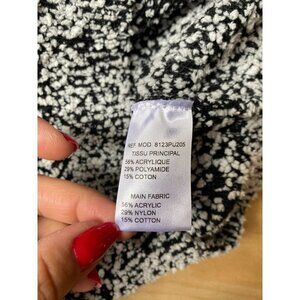 REF MOD 8123PU205
TISSU PRINCIPAL
56% ACRYLIQUE
29% POLYAMIDE
15% COTON
MAIN FABRIC
56% ACRYLIC
29% NYLON
15% COTTON